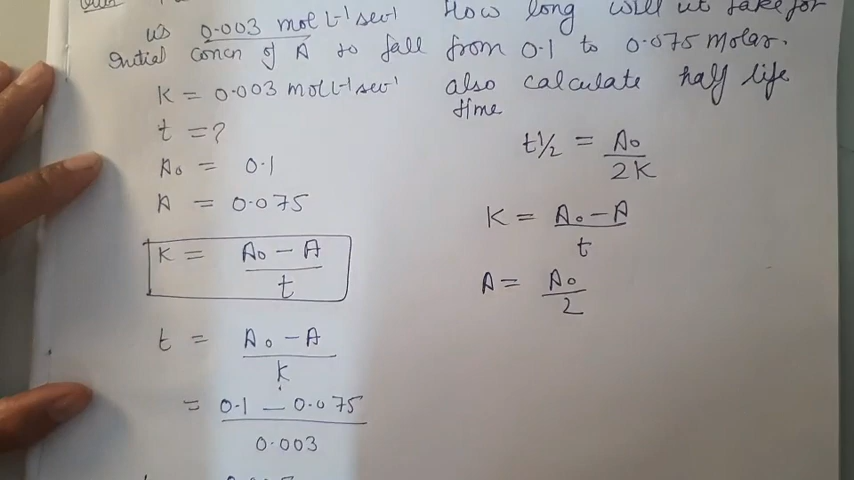 is 0.003 mol L⁻¹ sec⁻¹ How long will it take for
initial concn of A to fall from 0.1 to 0.075 Molar.
K = 0.003 mol L⁻¹ sec⁻¹ also calculate half life
time
t = ?
A₀ = 0.1
A = 0.075
K = A₀ - A / t
t = A₀ - A / k
= 0.1 - 0.075 / 0.003
t½ = A₀ / 2K
K = A₀ - A / t
A = A₀ / 2